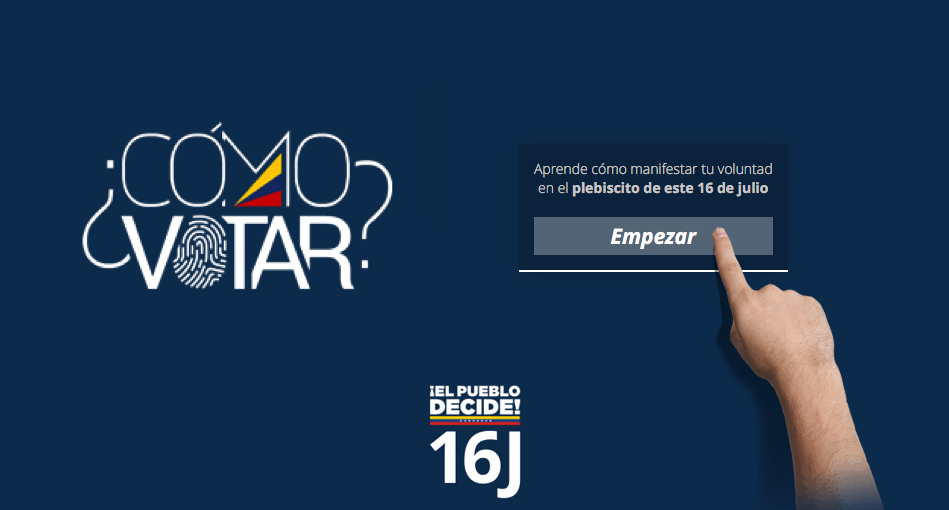 ¿CÓMO
VOTAR?
Aprende cómo manifestar tu voluntad
en el plebiscito de este 16 de julio
Empezar
¡EL PUEBLO
DECIDE!
16J